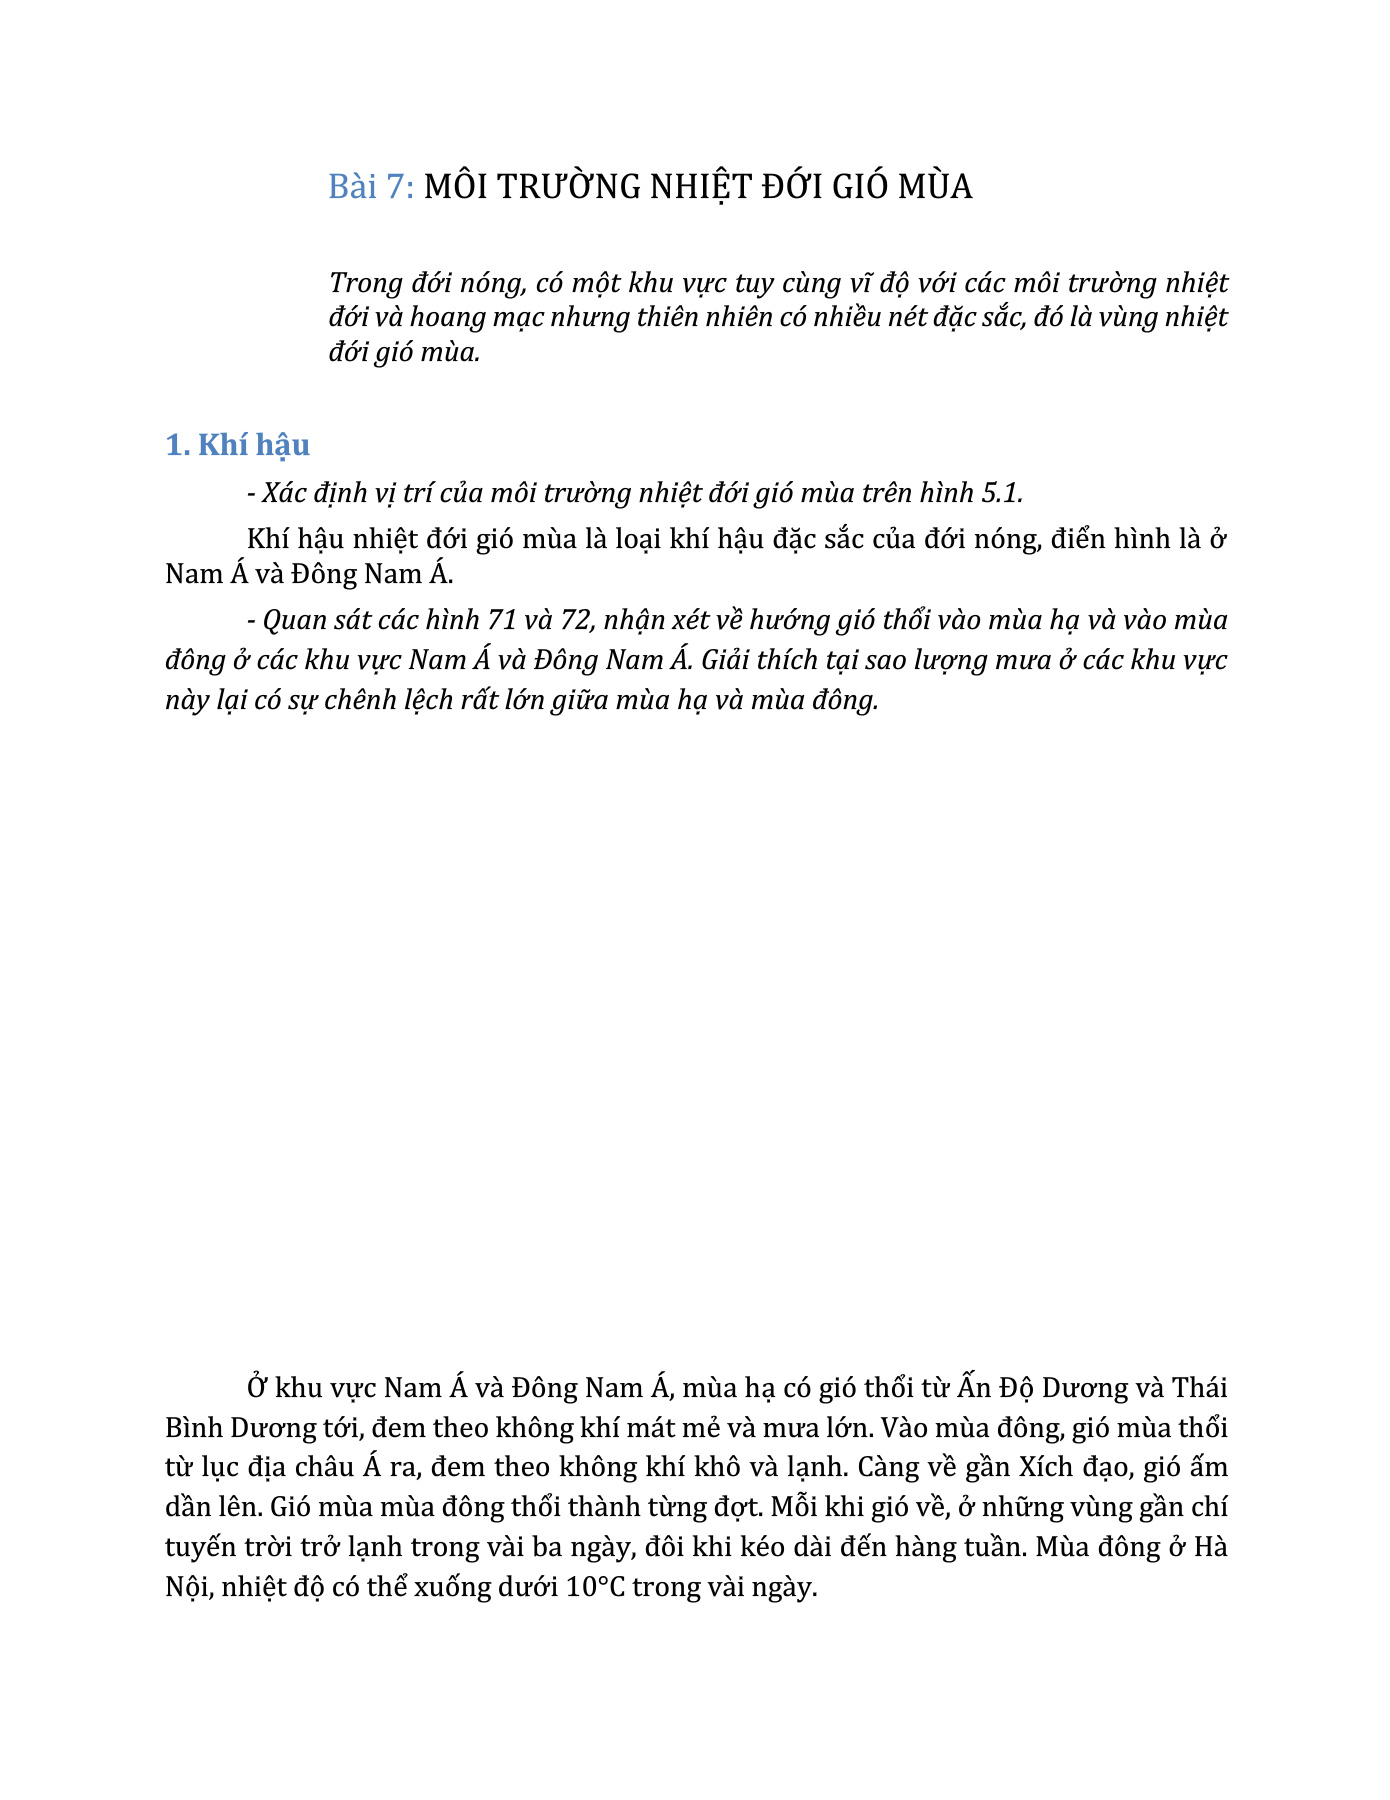 Bài 7: MÔI TRƯỜNG NHIỆT ĐỚI GIÓ MÙA
Trong đới nóng, có một khu vực tuy cùng vĩ độ với các môi trường nhiệt
đới và hoang mạc nhưng thiên nhiên có nhiều nét đặc sắc, đó là vùng nhiệt
đới gió mùa.
1. Khí hậu
- Xác định vị trí của môi trường nhiệt đới gió mùa trên hình 5.1.
Khí hậu nhiệt đới gió mùa là loại khí hậu đặc sắc của đới nóng, điển hình là ở
Nam Á và Đông Nam Á.
- Quan sát các hình 71 và 72, nhận xét về hướng gió thổi vào mùa hạ và vào mùa
đông ở các khu vực Nam Á và Đông Nam Á. Giải thích tại sao lượng mưa ở các khu vực
này lại có sự chênh lệch rất lớn giữa mùa hạ và mùa đông.
Ở khu vực Nam Á và Đông Nam Á, mùa hạ có gió thổi từ Ấn Độ Dương và Thái
Bình Dương tới, đem theo không khí mát mẻ và mưa lớn. Vào mùa đông, gió mùa thổi
từ lục địa châu Á ra, đem theo không khí khô và lạnh. Càng về gần Xích đạo, gió ấm
dần lên. Gió mùa mùa đông thổi thành từng đợt. Mỗi khi gió về, ở những vùng gần chí
tuyến trời trở lạnh trong vài ba ngày, đôi khi kéo dài đến hàng tuần. Mùa đông ở Hà
Nội, nhiệt độ có thể xuống dưới 10°C trong vài ngày.